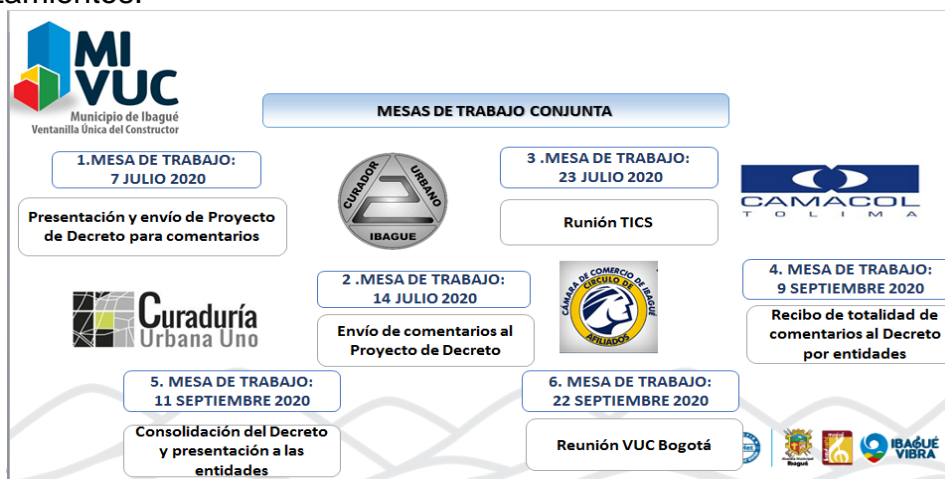 MI
VUC
Municipio de Ibagué
Ventanilla Única del Constructor
MESAS DE TRABAJO CONJUNTA
1.MESA DE TRABAJO:
7 JULIO 2020
Presentación y envío de Proyecto
de Decreto para comentarios
CURADOR URBANO
2
IBAGUE
3 .MESA DE TRABAJO:
23 JULIO 2020
Runión TICS
CAMACOL
TOLIMA
Curaduría
Urbana Uno
2 .MESA DE TRABAJO:
14 JULIO 2020
Envío de comentarios al
Proyecto de Decreto
CÁMARA DE COMERCIO DE IBAGUÉ
CIRCULO DE
AFILIADOS
4. MESA DE TRABAJO:
9 SEPTIEMBRE 2020
Recibo de totalidad de
comentarios al Decreto
por entidades
5. MESA DE TRABAJO:
11 SEPTIEMBRE 2020
Consolidación del Decreto
y presentación a las
entidades
6. MESA DE TRABAJO:
22 SEPTIEMBRE 2020
Reunión VUC Bogotá
Ibagué
IBAGUÉ
VIBRA